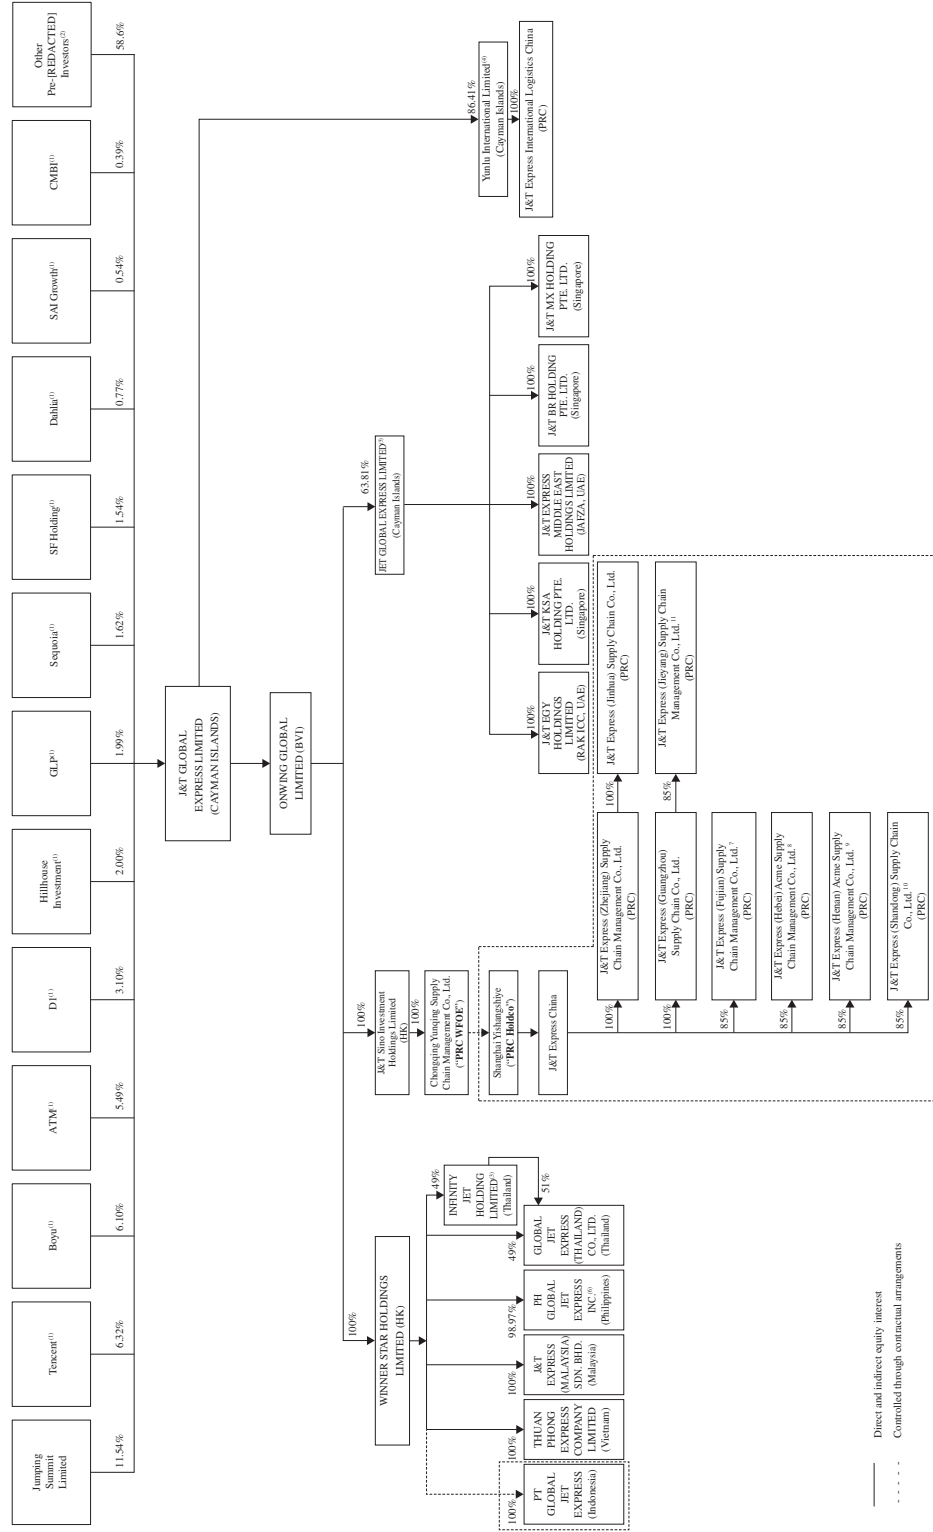 Jumping
Summit
Limited
Tencent(1)
Boyu(1)
ATM(1)
D1(1)
Hillhouse
Investment(1)
GLP(1)
Sequoia(1)
SF Holding(1)
Dahlia(1)
SAI Growth(1)
CMBI(1)
Other
Pre-[REDACTED]
Investors(2)
11.54%
6.32%
6.10%
5.49%
3.10%
2.00%
1.99%
1.62%
1.54%
0.77%
0.54%
0.39%
58.6%
J&T GLOBAL
EXPRESS LIMITED
(CAYMAN ISLANDS)
ONWING GLOBAL
LIMITED (BVI)
100%
WINNER STAR HOLDINGS
LIMITED (HK)
100%
J&T Sino Investment
Holdings Limited
(HK)
100%
Chongqing Yunqing Supply
Chain Management Co., Ltd.
("PRC WFOE")
Shanghai Yishangshiye
("PRC Holdco")
J&T Express China
63.81%
JET GLOBAL EXPRESS LIMITED(5)
(Cayman Islands)
86.41%
Yunlu International Limited(4)
(Cayman Islands)
100%
J&T Express International Logistics China
(PRC)
49%
INFINITY
JET
HOLDING
LIMITED(3)
(Thailand)
51%
100%
PT
GLOBAL
JET
EXPRESS
(Indonesia)
100%
THUAN
PHONG
EXPRESS
COMPANY
LIMITED
(Vietnam)
100%
J&T
EXPRESS
(MALAYSIA)
SDN. BHD.
(Malaysia)
98.97%
PH
GLOBAL
JET
EXPRESS
INC.(6)
(Philippines)
49%
GLOBAL
JET
EXPRESS
(THAILAND)
CO., LTD.
(Thailand)
100%
J&T EGY
HOLDINGS
LIMITED
(RAK ICC, UAE)
100%
J&T KSA
HOLDING PTE.
LTD.
(Singapore)
100%
J&T EXPRESS
MIDDLE EAST
HOLDINGS LIMITED
(JAFZA, UAE)
100%
J&T BR HOLDING
PTE. LTD.
(Singapore)
100%
J&T MX HOLDING
PTE. LTD.
(Singapore)
100%
J&T Express (Zhejiang) Supply
Chain Management Co., Ltd.
(PRC)
100%
J&T Express (Jinhua) Supply Chain Co., Ltd.
(PRC)
100%
J&T Express (Guangzhou)
Supply Chain Co., Ltd.
(PRC)
85%
J&T Express (Jieyang) Supply Chain
Management Co., Ltd. 11
(PRC)
85%
J&T Express (Fujian) Supply
Chain Management Co., Ltd. 7
(PRC)
85%
J&T Express (Hebei) Acme Supply
Chain Management Co., Ltd. 8
(PRC)
85%
J&T Express (Henan) Acme Supply
Chain Management Co., Ltd. 9
(PRC)
85%
J&T Express (Shandong) Supply Chain
Co., Ltd. 10
(PRC)
Direct and indirect equity interest
Controlled through contractual arrangements